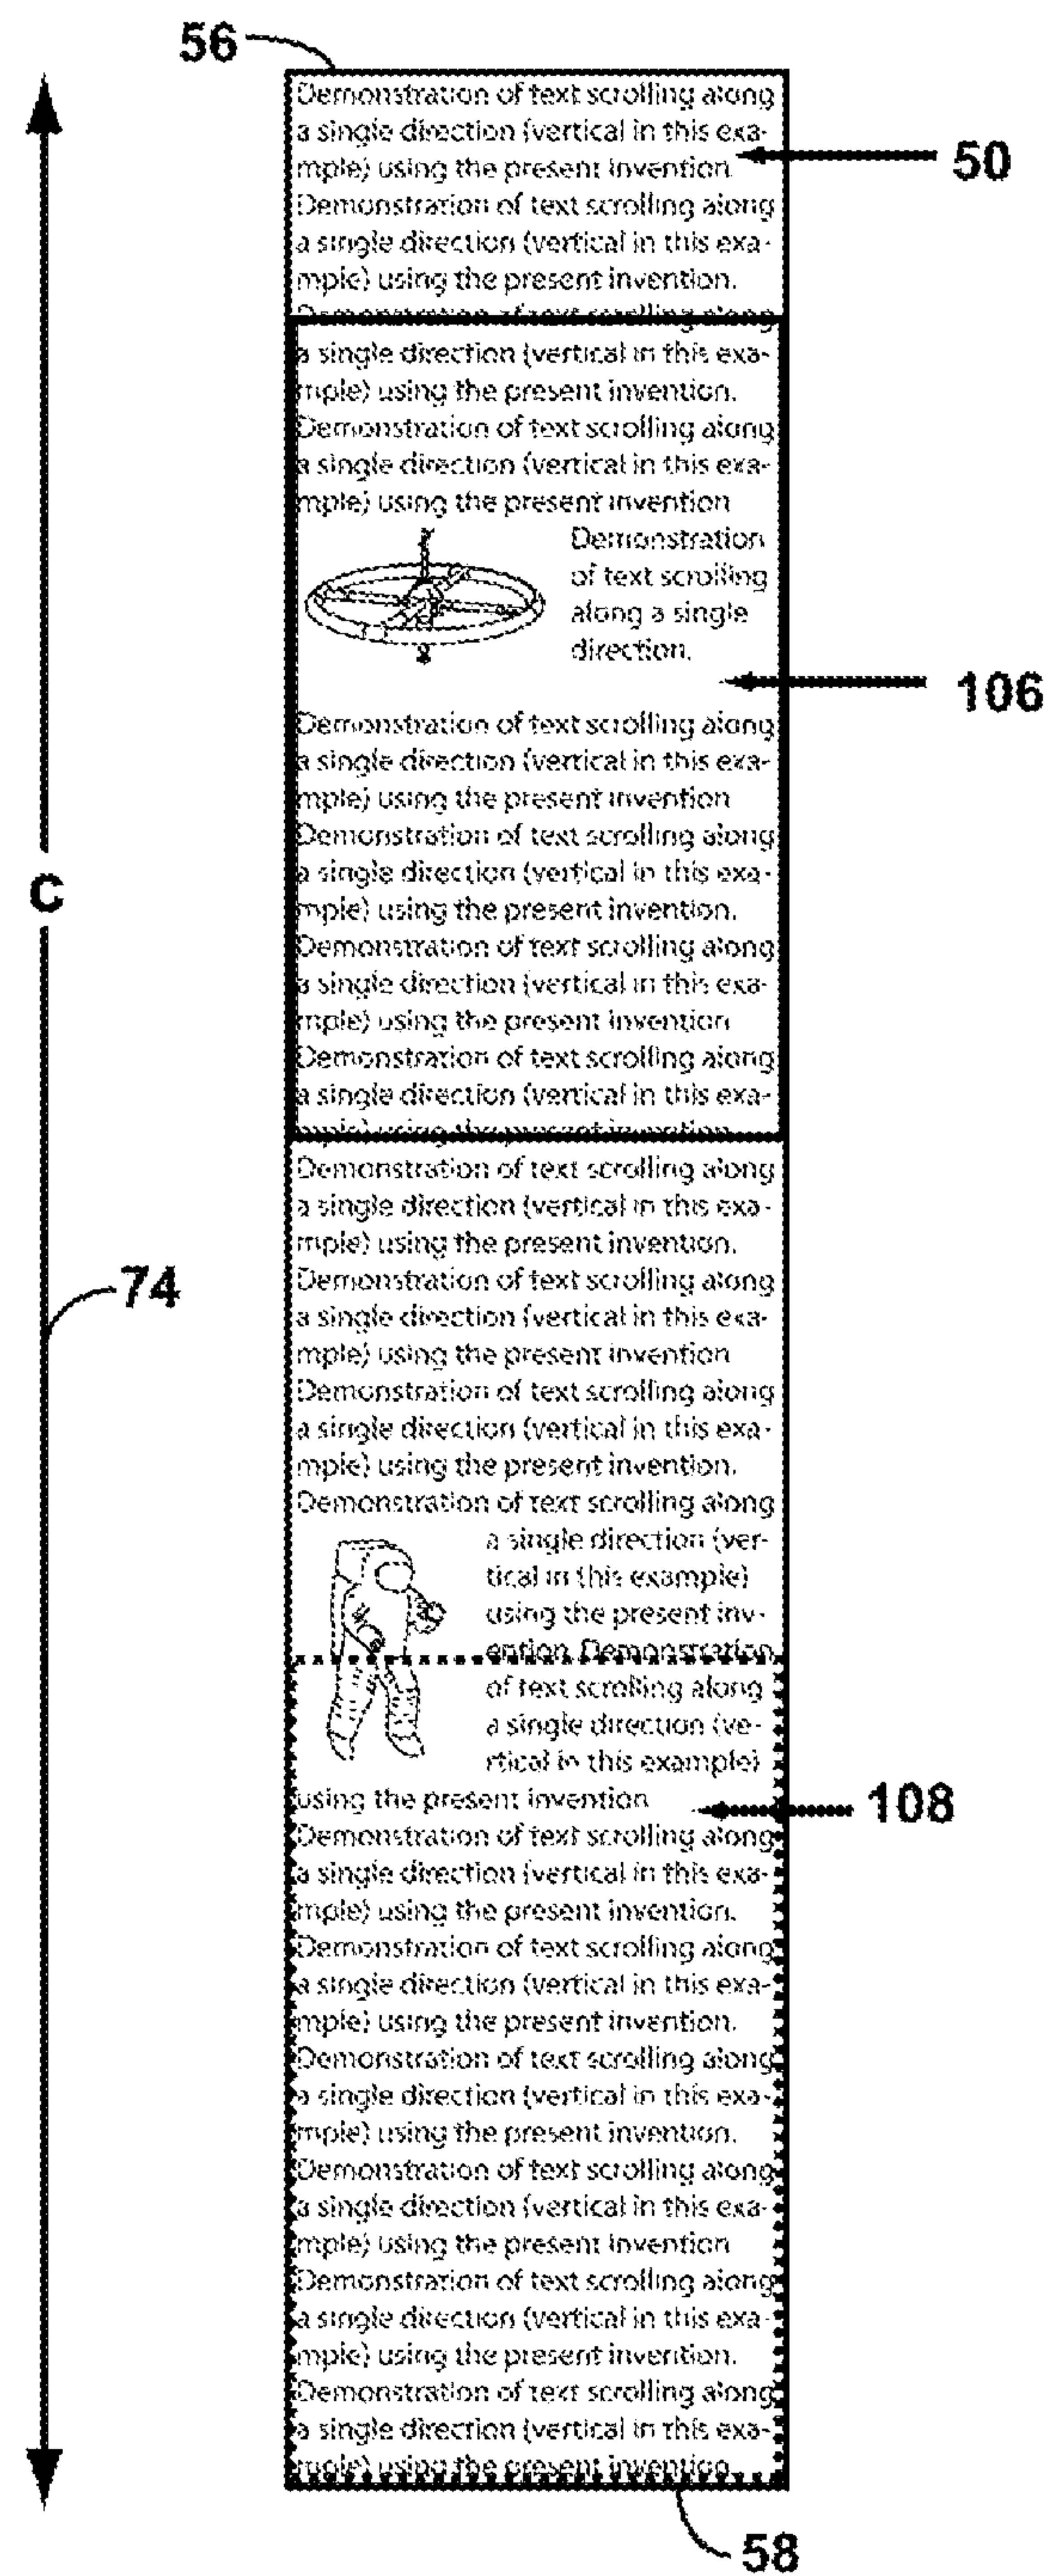 56
Demonstration of text scrolling along
a single direction (vertical in this exa-
50
mple) using the present invention
Demonstration of text scrolling along
a single direction (vertical in this exa-
mple) using the present invention.
Demonstration of text scrolling along
a single direction (vertical in this exa-
mple) using the present invention.
Demonstration of text scrolling along
a single direction (vertical in this exa-
mple) using the present invention
Demonstration
of text scrolling
along a single
direction.
106
Demonstration of text scrolling along
a single direction (vertical in this exa-
mple) using the present invention
Demonstration of text scrolling along
a single direction (vertical in this exa-
C
mple) using the present invention.
Demonstration of text scrolling along
a single direction (vertical in this exa-
mple) using the present invention
Demonstration of text scrolling along
a single direction (vertical in this exa-
mple) using the present invention
Demonstration of text scrolling along
a single direction (vertical in this exa-
mple) using the present invention.
Demonstration of text scrolling along
74
a single direction (vertical in this exa-
mple) using the present invention
Demonstration of text scrolling along
a single direction (vertical in this exa-
mple) using the present invention.
Demonstration of text scrolling along
a single direction (ver-
tical in this example)
using the present inv-
ention. Demonstration
of text scrolling along
a single direction (ve-
rtical in this example)
using the present invention
108
Demonstration of text scrolling along
a single direction (vertical in this exa-
mple) using the present invention.
Demonstration of text scrolling along
a single direction (vertical in this exa-
mple) using the present invention.
Demonstration of text scrolling along
a single direction (vertical in this exa-
mple) using the present invention.
Demonstration of text scrolling along
a single direction (vertical in this exa-
mple) using the present invention
Demonstration of text scrolling along
a single direction (vertical in this exa-
mple) using the present invention.
Demonstration of text scrolling along
a single direction (vertical in this exa-
mple) using the present invention
58